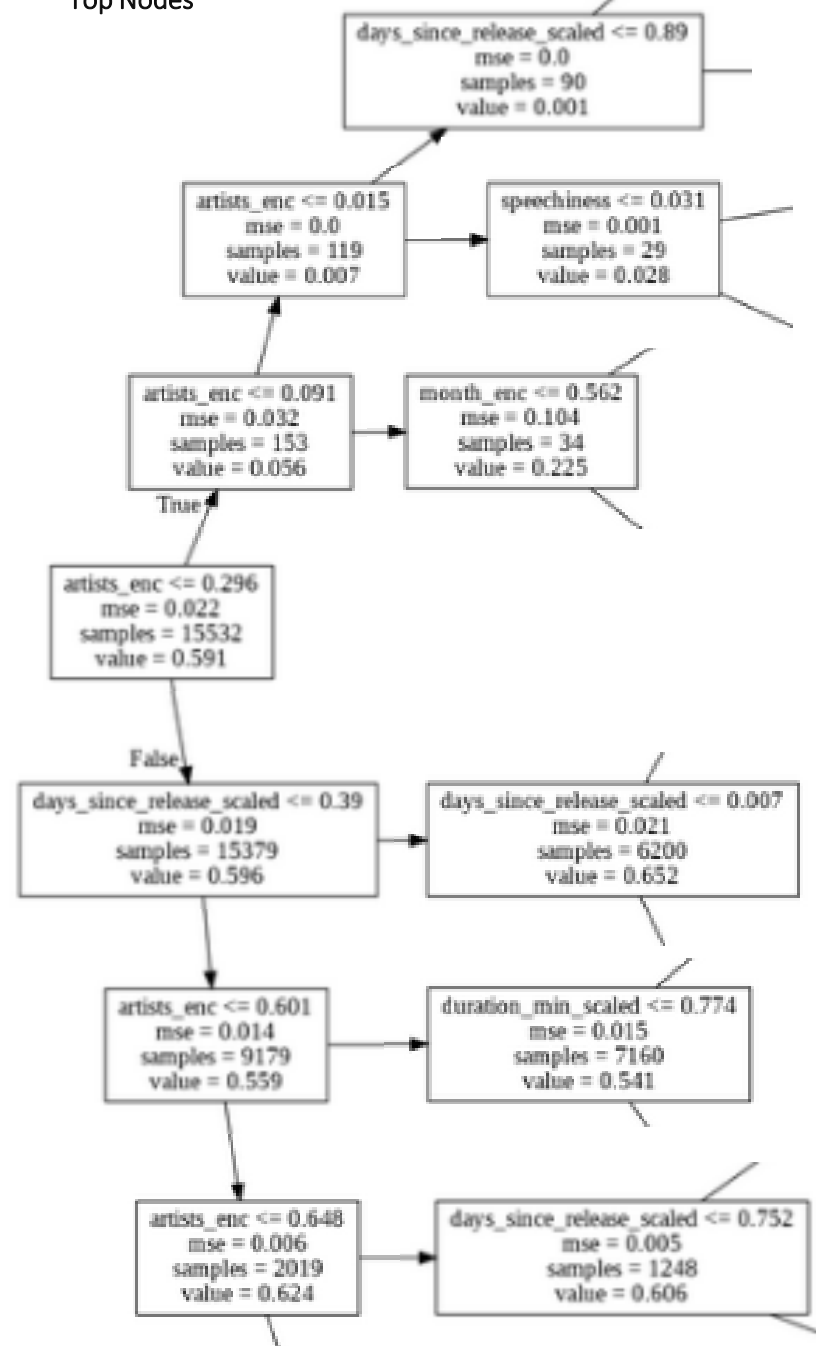 Top Nodes
days_since_release_scaled <= 0.89
mse = 0.0
samples = 90
value = 0.001
artists_enc <= 0.015
mse = 0.0
samples = 119
value = 0.007
speechiness <= 0.031
mse = 0.001
samples = 29
value = 0.028
artists_enc <= 0.091
mse = 0.032
samples = 153
value = 0.056
month_enc <= 0.562
mse = 0.104
samples = 34
value = 0.225
True
artists_enc <= 0.296
mse = 0.022
samples = 15532
value = 0.591
False
days_since_release_scaled <= 0.39
mse = 0.019
samples = 15379
value = 0.596
days_since_release_scaled <= 0.007
mse = 0.021
samples = 6200
value = 0.652
artists_enc <= 0.601
mse = 0.014
samples = 9179
value = 0.559
duration_min_scaled <= 0.774
mse = 0.015
samples = 7160
value = 0.541
artists_enc <= 0.648
mse = 0.006
samples = 2019
value = 0.624
days_since_release_scaled <= 0.752
mse = 0.005
samples = 1248
value = 0.606